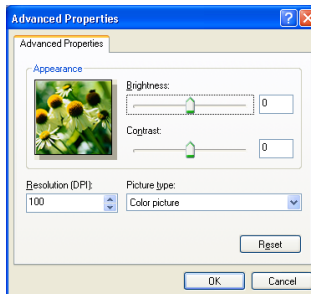 Advanced Properties
Advanced Properties
Appearance
Brightness:
0
Contrast:
0
Resolution (DPI):
100
Picture type:
Color picture
Reset
OK
Cancel